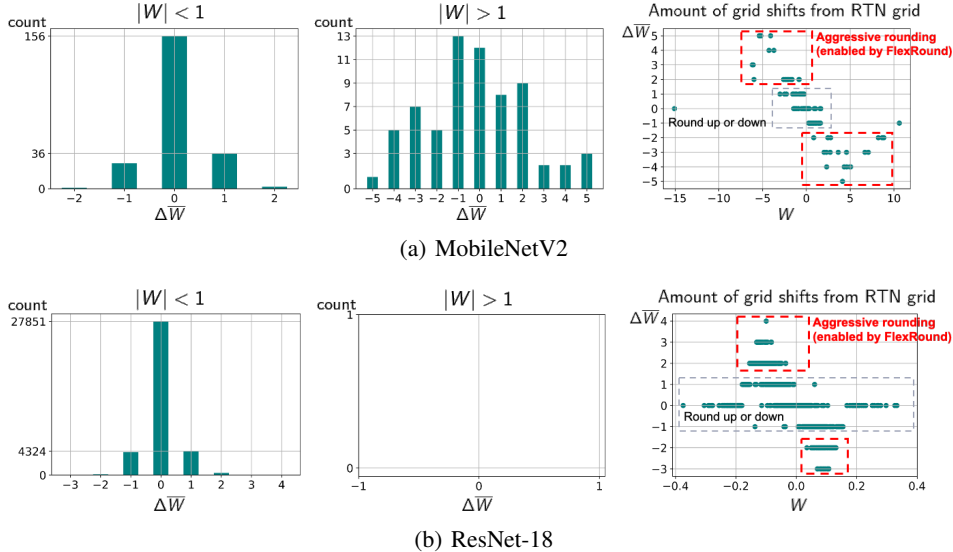 |W| < 1
count
156
36
0
−2 −1 0 1 2
ΔW̅
|W| > 1
count
13
11
9
7
5
3
1
0
−5 −4 −3 −2 −1 0 1 2 3 4 5
ΔW̅
Amount of grid shifts from RTN grid
ΔW̅
5
4
3
2
1
0
−1
−2
−3
−4
−5
Aggressive rounding
(enabled by FlexRound)
Round up or down
−15 −10 −5 0 5 10
W
(a) MobileNetV2
|W| < 1
count
27851
4324
0
−3 −2 −1 0 1 2 3 4
ΔW̅
|W| > 1
count
1
0
−1 0 1
ΔW̅
Amount of grid shifts from RTN grid
ΔW̅
4
3
2
1
0
−1
−2
−3
Aggressive rounding
(enabled by FlexRound)
Round up or down
−0.4 −0.2 0.0 0.2 0.4
W
(b) ResNet-18